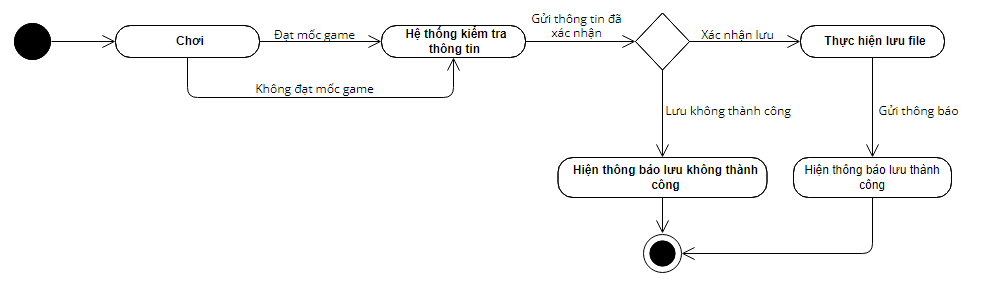 Chơi
Đạt mốc game
Không đạt mốc game
Hệ thống kiểm tra
thông tin
Gửi thông tin đã
xác nhận
Xác nhận lưu
Thực hiện lưu file
Lưu không thành công
Gửi thông báo
Hiện thông báo lưu không thành
công
Hiện thông báo lưu thành
công